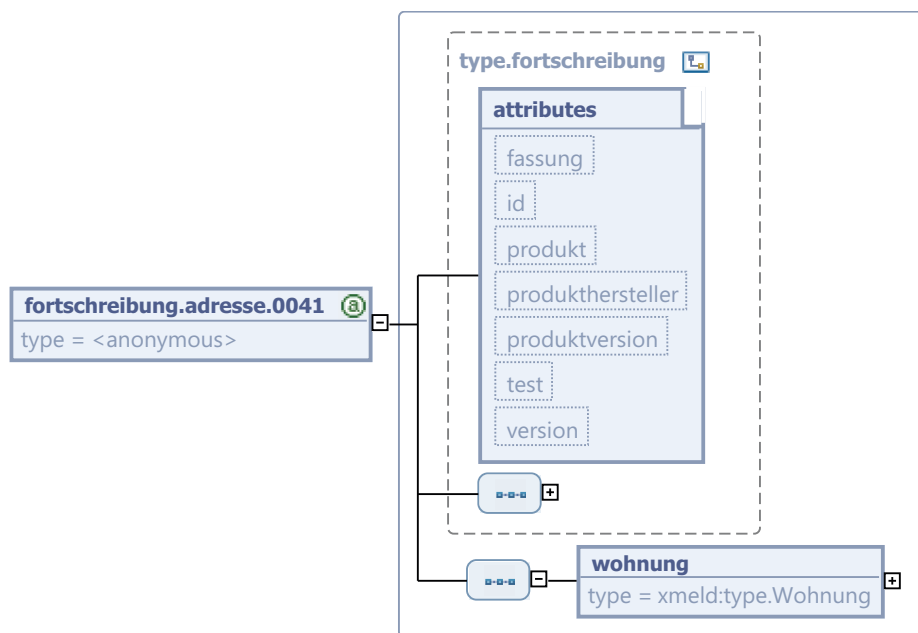 type.fortschreibung
attributes
fassung
id
produkt
produkthersteller
produktversion
test
version
fortschreibung.adresse.0041 a
type = <anonymous>
wohnung
type = xmeld:type.Wohnung